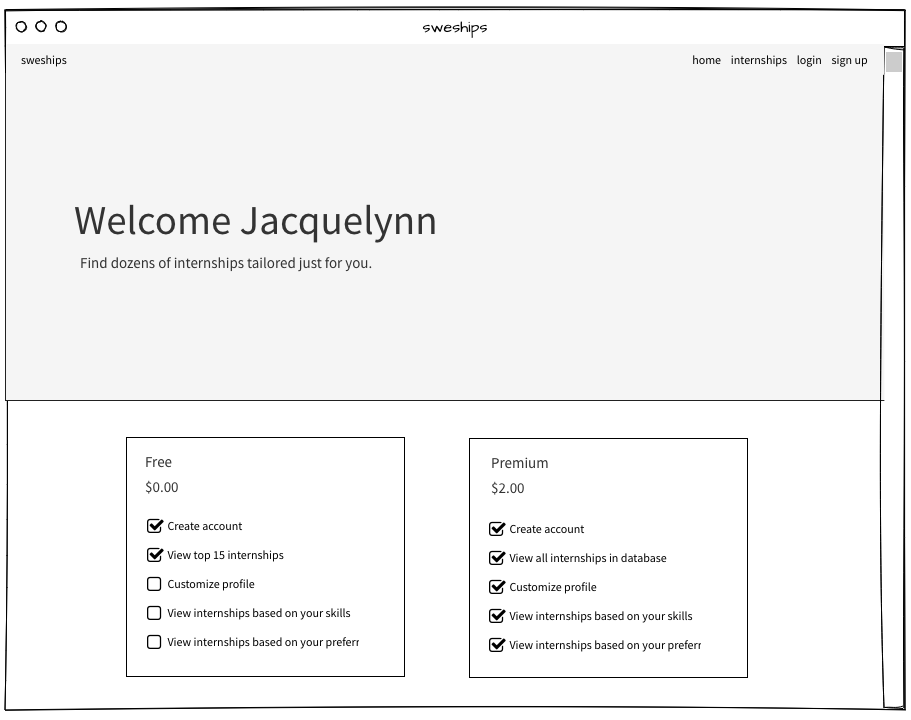 sweships
sweships
home internships login sign up
Welcome Jacquelynn
Find dozens of internships tailored just for you.
Free
$0.00
Create account
View top 15 internships
Customize profile
View internships based on your skills
View internships based on your preferr
Premium
$2.00
Create account
View all internships in database
Customize profile
View internships based on your skills
View internships based on your preferr